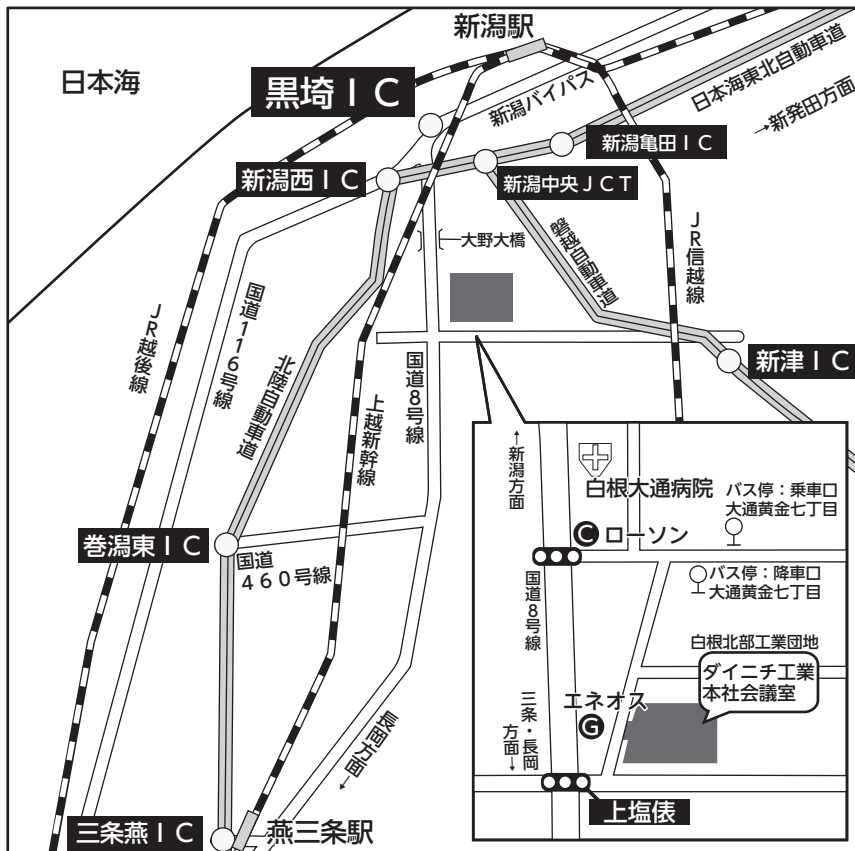 新潟駅
日本海
黒埼ＩＣ
新潟バイパス
日本海東北自動車道
→新発田方面
新潟亀田ＩＣ
新潟西ＩＣ
新潟中央ＪＣＴ
大野大橋
磐越自動車道
ＪＲ信越線
国道116号線
ＪＲ越後線
北陸自動車道
上越新幹線
国道8号線
新津ＩＣ
巻潟東ＩＣ
国道
４６０号線
長岡方面→
三条燕ＩＣ
燕三条駅
←新潟方面
白根大通病院
バス停：乗車口
大通黄金七丁目
C ローソン
国道8号線
バス停：降車口
大通黄金七丁目
白根北部工業団地
ダイニチ工業
本社会議室
エネオス
G
三条・長岡
方面→
上塩俵